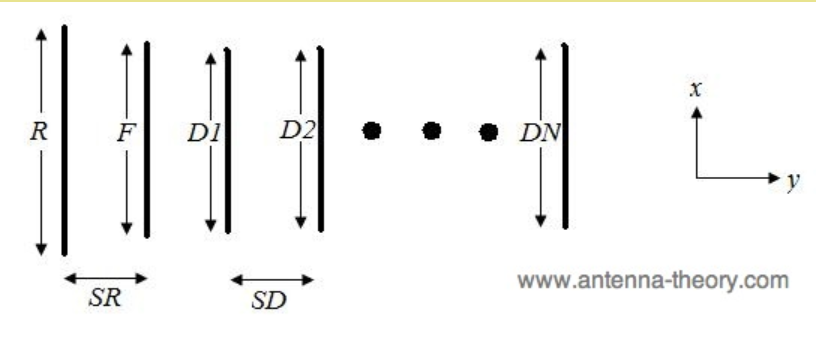 x
R F D1 D2 DN
y
SR SD
www.antenna-theory.com